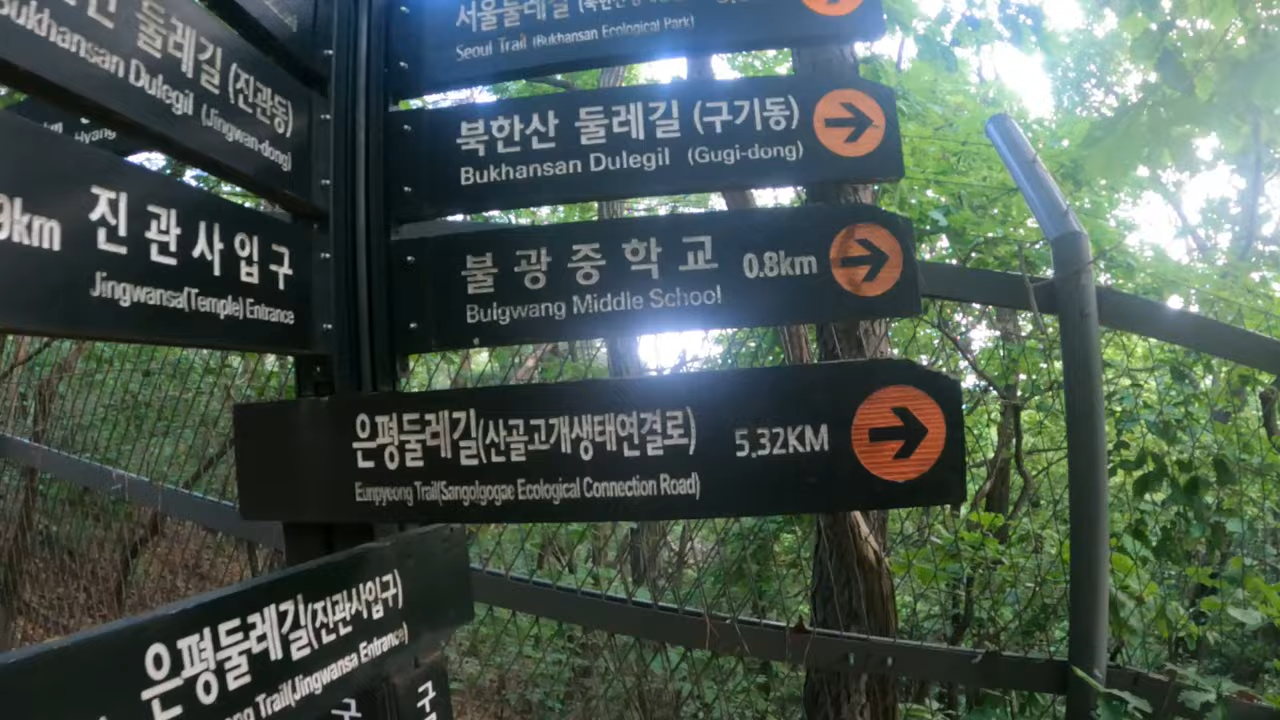 둘레길 (진관동)
Bukhansan Dulegil (Jingwan-dong)
진관사입구
Jingwansa(Temple) Entrance
서울둘레길
Seoul Trail (Bukhansan Ecological Park)
북한산 둘레길 (구기동)
Bukhansan Dulegil (Gugi-dong)
불광중학교 0.8km
Bulgwang Middle School
은평둘레길(산골고개생태연결로) 5.32KM
Eunpyeong Trail(Sangolgogae Ecological Connection Road)
은평둘레길(진관사입구)
Trail(Jingwansa Entrance)